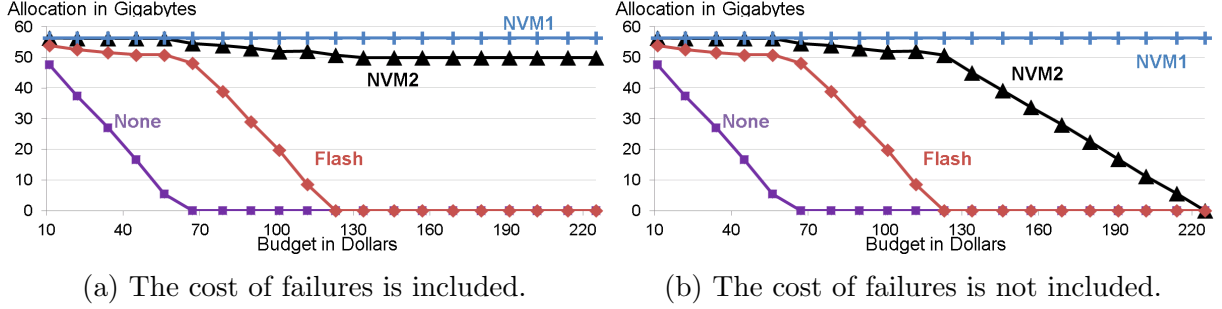 Allocation in Gigabytes
60
50
40
30
20
10
0
NVM1
NVM2
None
Flash
10 40 70 100 130 160 190 220
Budget in Dollars
(a) The cost of failures is included.
Allocation in Gigabytes
60
50
40
30
20
10
0
NVM1
NVM2
None
Flash
10 40 70 100 130 160 190 220
Budget in Dollars
(b) The cost of failures is not included.